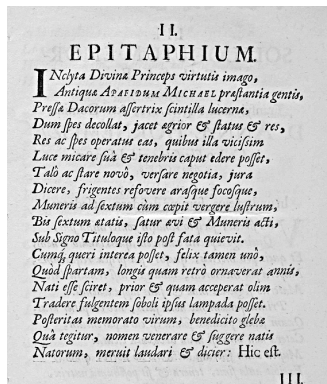 II.
EPITAPHIUM.
INclyta Divinæ Princeps virtutis imago,
Antiquæ APAFIDUM MICHAEL præstantia gentis,
Pressæ Dacorum assertrix scintilla lucernæ,
Dum spes decollat, jacet ægrior & status & res,
Res ac spes operatus eas, quibus illa vicissim
Luce micare suâ & tenebris caput edere posset,
Talò ac stare novô, versare negotia, jura
Dicere, frigentes refovere arasque focosque,
Muneris ad sextum cùm cœpit vergere lustrum,
Bis sextum ætatis, satur ævi & Muneris acti,
Sub Signo Tituloque isto post fata quievit.
Cumq; queri interea posset, felix tamen unô,
Quòd spartam, longis quam retrò ornaverat annis,
Nati esse sciret, prior & quam acceperat olim
Tradere fulgentem soboli ipsus lampada posset.
Posteritas memorato virum, benedicito glebæ
Quâ tegitur, nomen venerare & suggere natis
Natorum, meruit laudari & dicier: Hic est.
III.